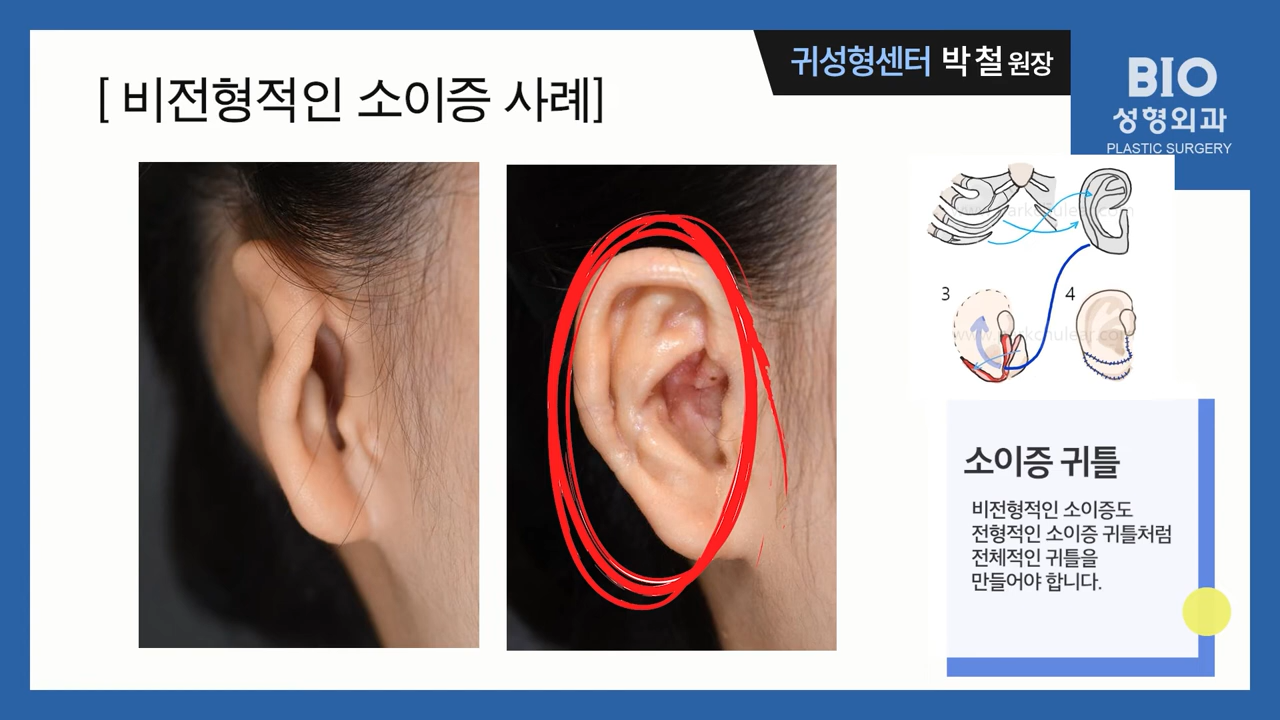 [ 비전형적인 소이증 사례]
귀성형센터 박 철 원장
BIO
성형외과
PLASTIC SURGERY
3
4
소이증 귀틀
비전형적인 소이증도
전형적인 소이증 귀틀처럼
전체적인 귀틀을
만들어야 합니다.